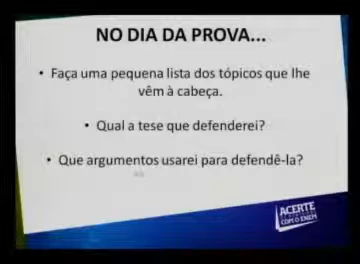 NO DIA DA PROVA...
• Faça uma pequena lista dos tópicos que lhe
vêm à cabeça.
• Qual a tese que defenderei?
• Que argumentos usarei para defendê-la?
ACERTE
COM O ENEM